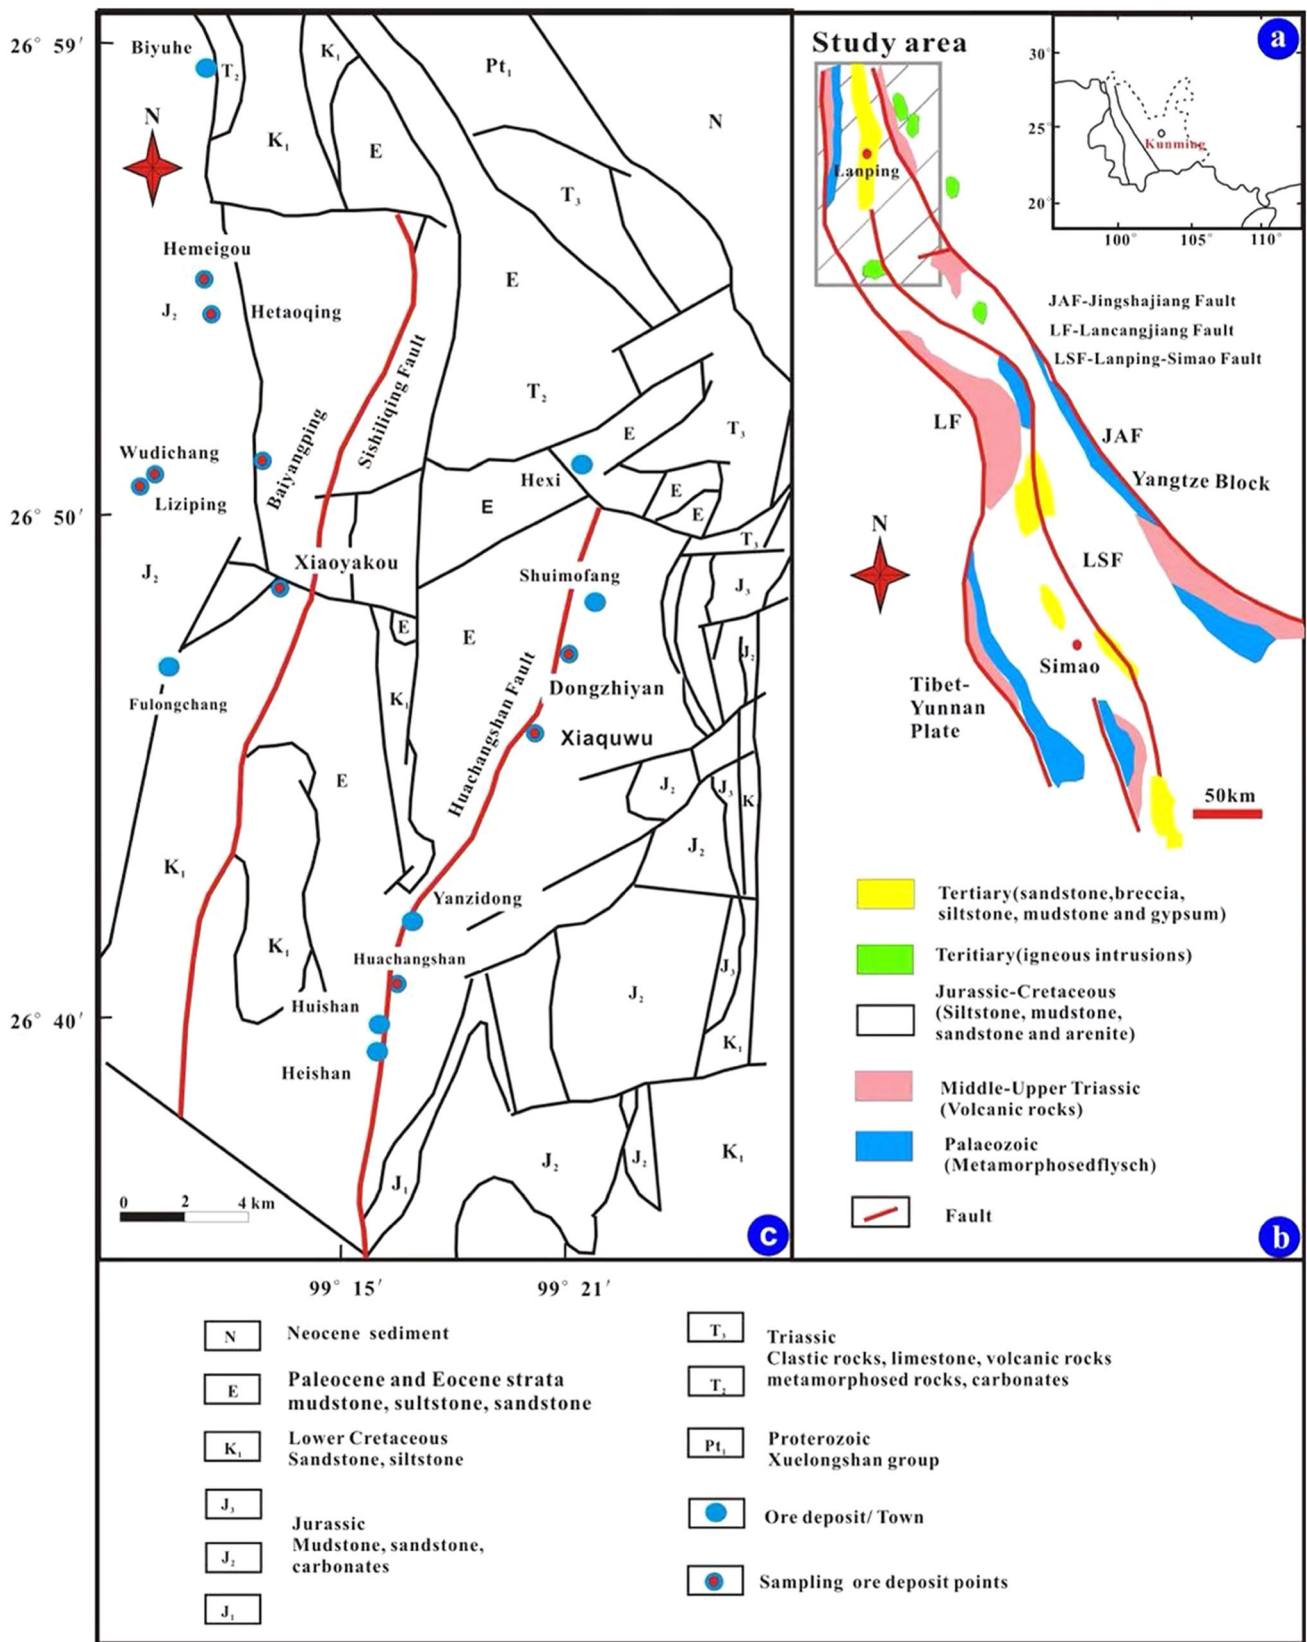 26° 59′
26° 50′
26° 40′
Biyuhe
T₂
K₁
Pt₁
N
N
K₁
E
T₃
Hemeigou
E
J₂
Hetaoqing
Sishiliqing Fault
T₂
Baiyangping
E
T₃
Wudichang
Liziping
Hexi
E
E
E
T₃
J₂
Xiaoyakou
Shuimofang
J₃
E
E
J₂
Fulongchang
K₁
Dongzhiyan
Huachangshan Fault
Xiaquwu
E
J₂
J₃
K
K₁
J₂
Yanzidong
K₁
Huachangshan
J₃
Huishan
J₂
K₁
Heishan
J₁
J₂
J₂
K₁
0 2 4 km
c
99° 15′
99° 21′
Study area
a
30°
25°
20°
Kunming
100° 105° 110°
Lanping
JAF-Jingshajiang Fault
LF-Lancangjiang Fault
LSF-Lanping-Simao Fault
LF
JAF
Yangtze Block
N
LSF
Simao
Tibet-
Yunnan
Plate
50km
Tertiary(sandstone,breccia,
siltstone, mudstone and gypsum)
Teritiary(igneous intrusions)
Jurassic-Cretaceous
(Siltstone, mudstone,
sandstone and arenite)
Middle-Upper Triassic
(Volcanic rocks)
Palaeozoic
(Metamorphosedflysch)
Fault
b
N
Neocene sediment
E
Paleocene and Eocene strata
mudstone, sultstone, sandstone
K₁
Lower Cretaceous
Sandstone, siltstone
J₃
J₂
J₁
Jurassic
Mudstone, sandstone,
carbonates
T₃
T₂
Triassic
Clastic rocks, limestone, volcanic rocks
metamorphosed rocks, carbonates
Pt₁
Proterozoic
Xuelongshan group
Ore deposit/ Town
Sampling ore deposit points